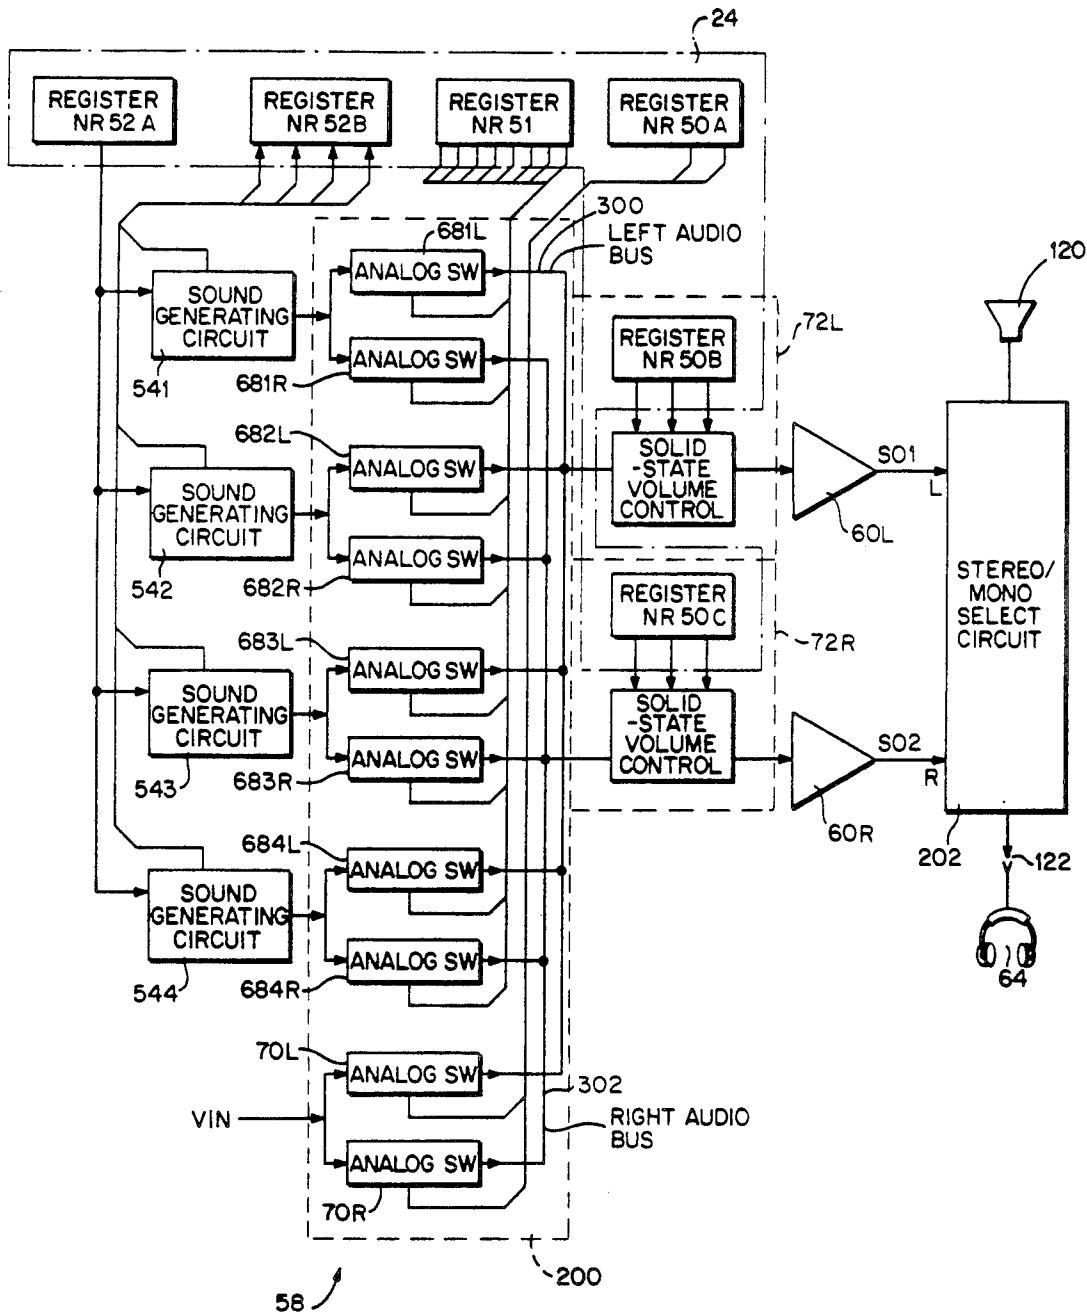 24
REGISTER
NR 52 A
REGISTER
NR 52B
REGISTER
NR 51
REGISTER
NR 50 A
681L
300
LEFT AUDIO
BUS
ANALOG SW
SOUND
GENERATING
CIRCUIT
541
ANALOG SW
681R
72L
REGISTER
NR 50B
120
682L
ANALOG SW
SOUND
GENERATING
CIRCUIT
542
ANALOG SW
682R
SOLID
-STATE
VOLUME
CONTROL
60L
SO1
L
STEREO/
MONO
SELECT
CIRCUIT
REGISTER
NR 50C
72R
683L
ANALOG SW
SOUND
GENERATING
CIRCUIT
543
ANALOG SW
683R
SOLID
-STATE
VOLUME
CONTROL
60R
SO2
R
202
122
64
684L
ANALOG SW
SOUND
GENERATING
CIRCUIT
544
ANALOG SW
684R
70L
ANALOG SW
VIN
302
RIGHT AUDIO
BUS
ANALOG SW
70R
200
58